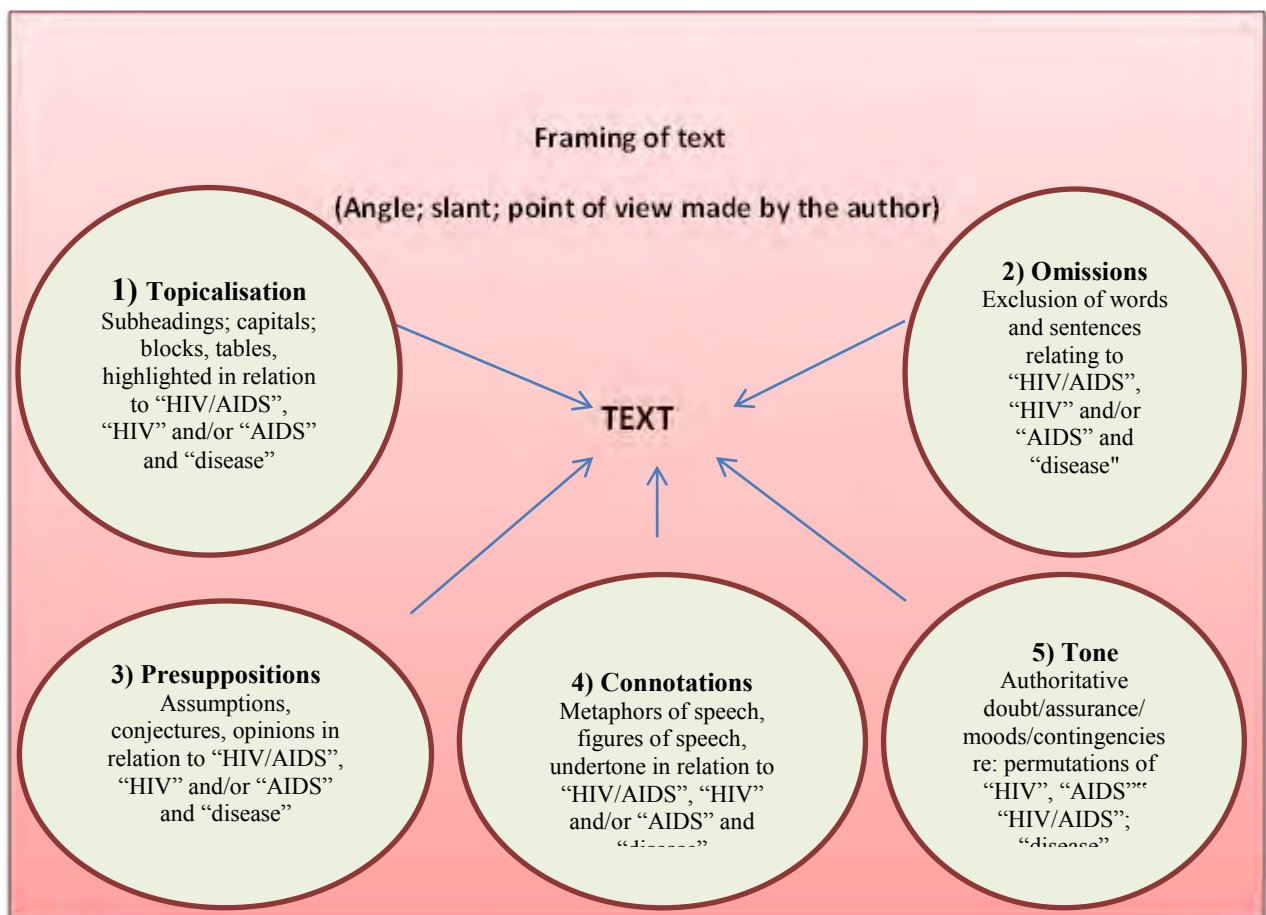 Framing of text
(Angle; slant; point of view made by the author)
1) Topicalisation
Subheadings; capitals;
blocks, tables,
highlighted in relation
to “HIV/AIDS”,
“HIV” and/or “AIDS”
and “disease”
2) Omissions
Exclusion of words
and sentences
relating to
“HIV/AIDS”,
“HIV” and/or
“AIDS” and
“disease"
TEXT
3) Presuppositions
Assumptions,
conjectures, opinions in
relation to “HIV/AIDS”,
“HIV” and/or “AIDS”
and “disease”
4) Connotations
Metaphors of speech,
figures of speech,
undertone in relation to
“HIV/AIDS”, “HIV”
and/or “AIDS” and
“disease”
5) Tone
Authoritative
doubt/assurance/
moods/contingencies
re: permutations of
“HIV”, “AIDS”“
“HIV/AIDS”;
“disease”